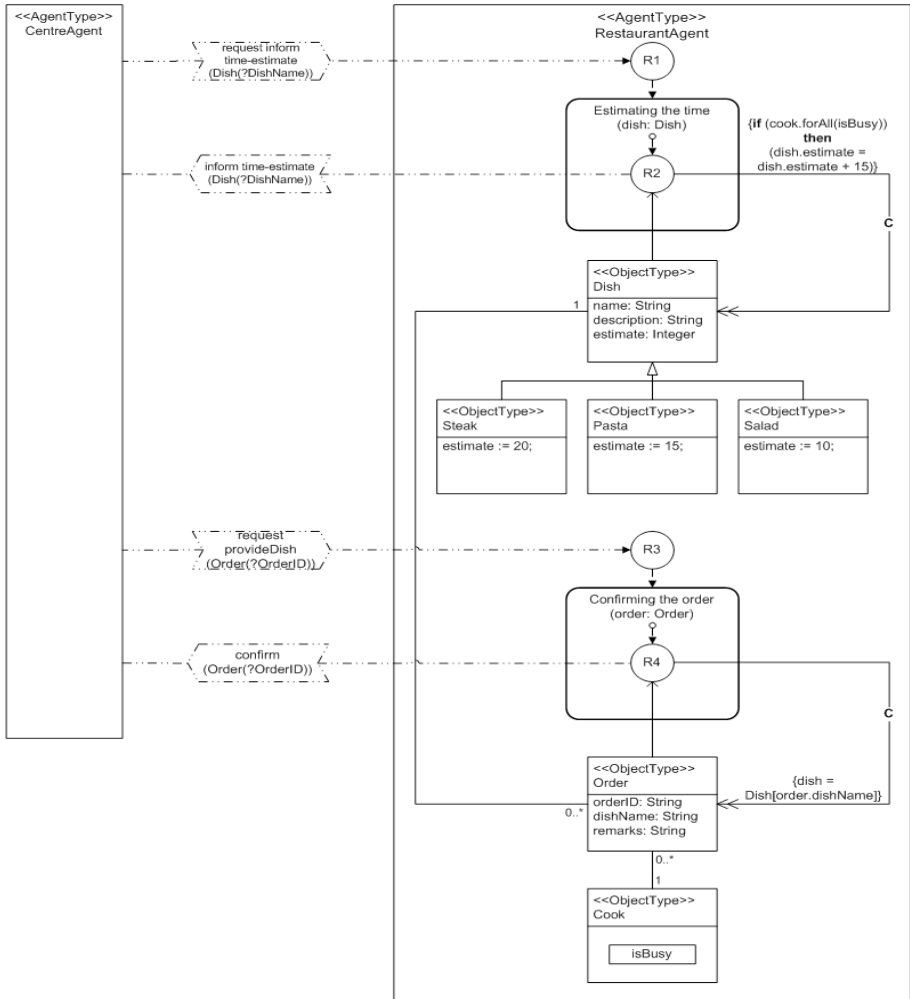 <<AgentType>>
CentreAgent
<<AgentType>>
RestaurantAgent
request inform
time-estimate
(Dish(?DishName))
R1
Estimating the time
(dish: Dish)
{if (cook.forAll(isBusy))
then
(dish.estimate =
dish.estimate + 15)}
inform time-estimate
(Dish(?DishName))
R2
C
<<ObjectType>>
Dish
1
name: String
description: String
estimate: Integer
<<ObjectType>>
Steak
estimate := 20;
<<ObjectType>>
Pasta
estimate := 15;
<<ObjectType>>
Salad
estimate := 10;
request
provideDish
(Order(?OrderID))
R3
Confirming the order
(order: Order)
confirm
(Order(?OrderID))
R4
C
<<ObjectType>>
Order
{dish =
Dish[order.dishName]}
0..*
orderID: String
dishName: String
remarks: String
0..*
1
<<ObjectType>>
Cook
isBusy